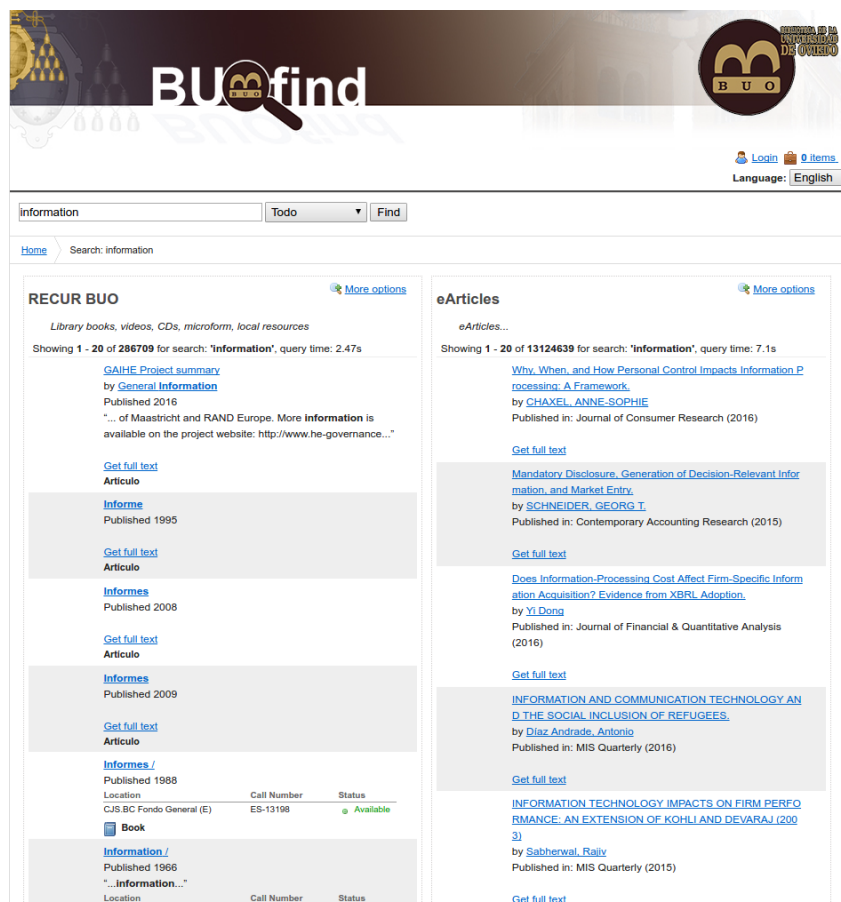 BUOfind
BIBLIOTECA DE LA
UNIVERSIDAD
DE OVIEDO
BUO
Login 0 items
Language: English
information Todo Find
Home Search: information
More options
RECUR BUO
Library books, videos, CDs, microform, local resources
Showing 1 - 20 of 286709 for search: 'information', query time: 2.47s
GAIHE Project summary
by General Information
Published 2016
"... of Maastricht and RAND Europe. More information is
available on the project website: http://www.he-governance..."
Get full text
Artículo
Informe
Published 1995
Get full text
Artículo
Informes
Published 2008
Get full text
Artículo
Informes
Published 2009
Get full text
Artículo
Informes /
Published 1988
Location Call Number Status
CJS.BC Fondo General (E) ES-13198 Available
Book
Information /
Published 1966
"...information..."
Location Call Number Status
More options
eArticles
eArticles...
Showing 1 - 20 of 13124639 for search: 'information', query time: 7.1s
Why, When, and How Personal Control Impacts Information P
rocessing: A Framework.
by CHAXEL, ANNE-SOPHIE
Published in: Journal of Consumer Research (2016)
Get full text
Mandatory Disclosure, Generation of Decision-Relevant Infor
mation, and Market Entry.
by SCHNEIDER, GEORG T.
Published in: Contemporary Accounting Research (2015)
Get full text
Does Information-Processing Cost Affect Firm-Specific Inform
ation Acquisition? Evidence from XBRL Adoption.
by Yi Dong
Published in: Journal of Financial & Quantitative Analysis
(2016)
Get full text
INFORMATION AND COMMUNICATION TECHNOLOGY AN
D THE SOCIAL INCLUSION OF REFUGEES.
by Díaz Andrade, Antonio
Published in: MIS Quarterly (2016)
Get full text
INFORMATION TECHNOLOGY IMPACTS ON FIRM PERFO
RMANCE: AN EXTENSION OF KOHLI AND DEVARAJ (200
3)
by Sabherwal, Rajiv
Published in: MIS Quarterly (2015)
Get full text